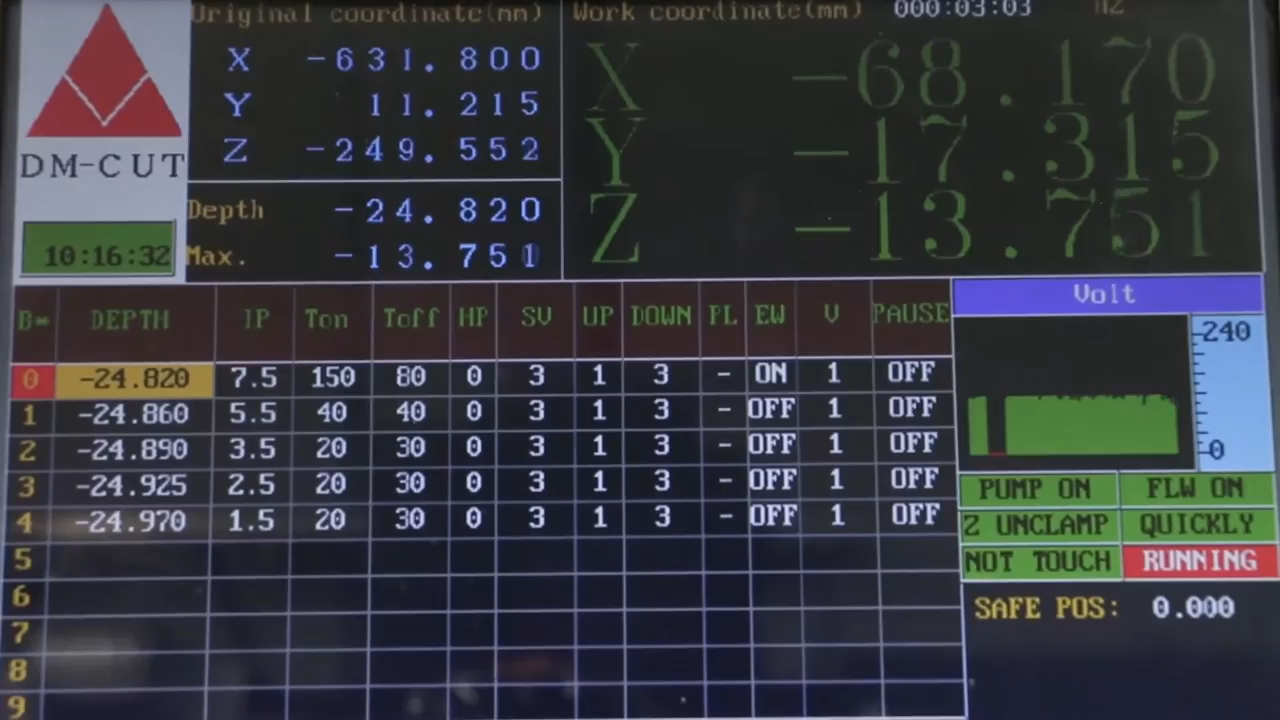 Original coordinate(mm)
X -631.800
Y 11.215
Z -249.552
Work coordinate(mm) 000:03:03
X -68.170
Y -17.315
Z -13.751
DM-CUT
10:16:32
Depth -24.820
Max. -13.751
B* DEPTH IP Ton Toff HP SV UP DOWN PL EW V PAUSE
0 -24.820 7.5 150 80 0 3 1 3 - ON 1 OFF
1 -24.860 5.5 40 40 0 3 1 3 - OFF 1 OFF
2 -24.890 3.5 20 30 0 3 1 3 - OFF 1 OFF
3 -24.925 2.5 20 30 0 3 1 3 - OFF 1 OFF
4 -24.970 1.5 20 30 0 3 1 3 - OFF 1 OFF
5
6
7
8
9
Volt
240
0
PUMP ON FLW ON
Z UNCLAMP QUICKLY
NOT TOUCH RUNNING
SAFE POS: 0.000